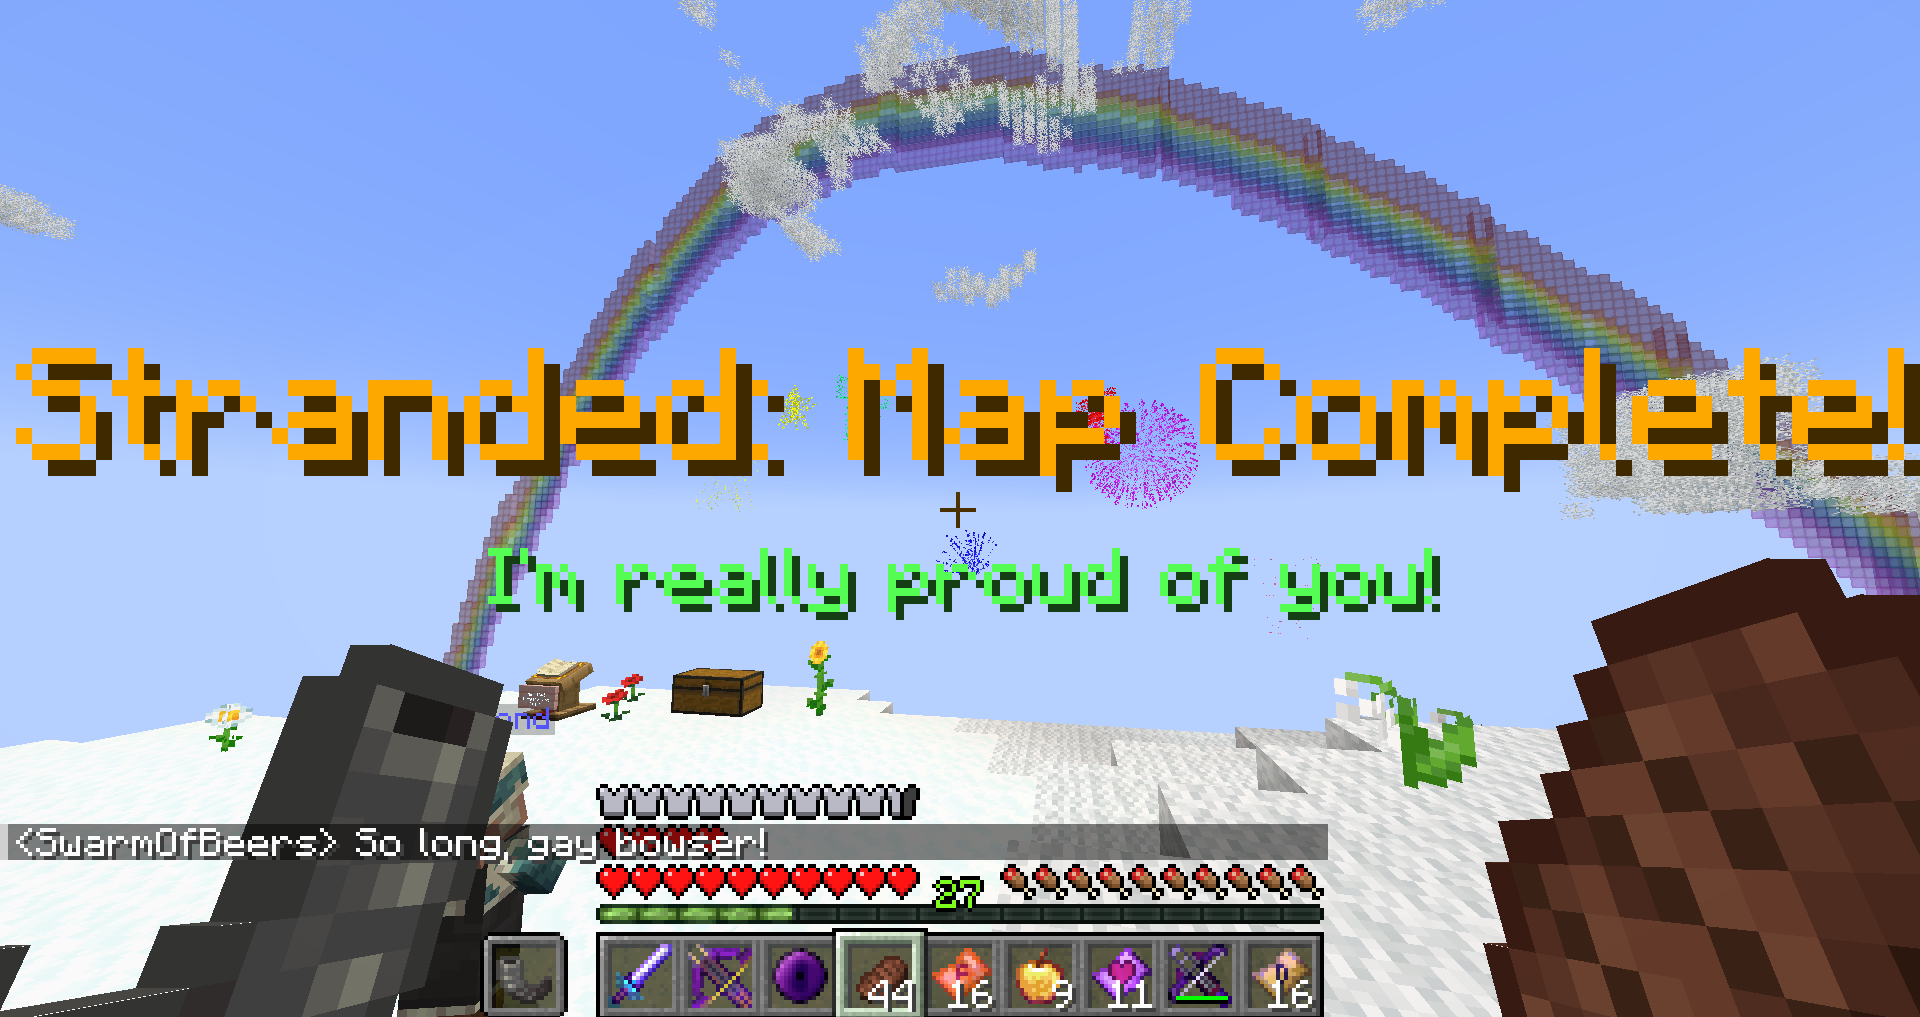 Stranded: Map Complete!
I'm really proud of you!
<SwarmOfBeers> So long, gay bowser!
27
44
16
9
11
16